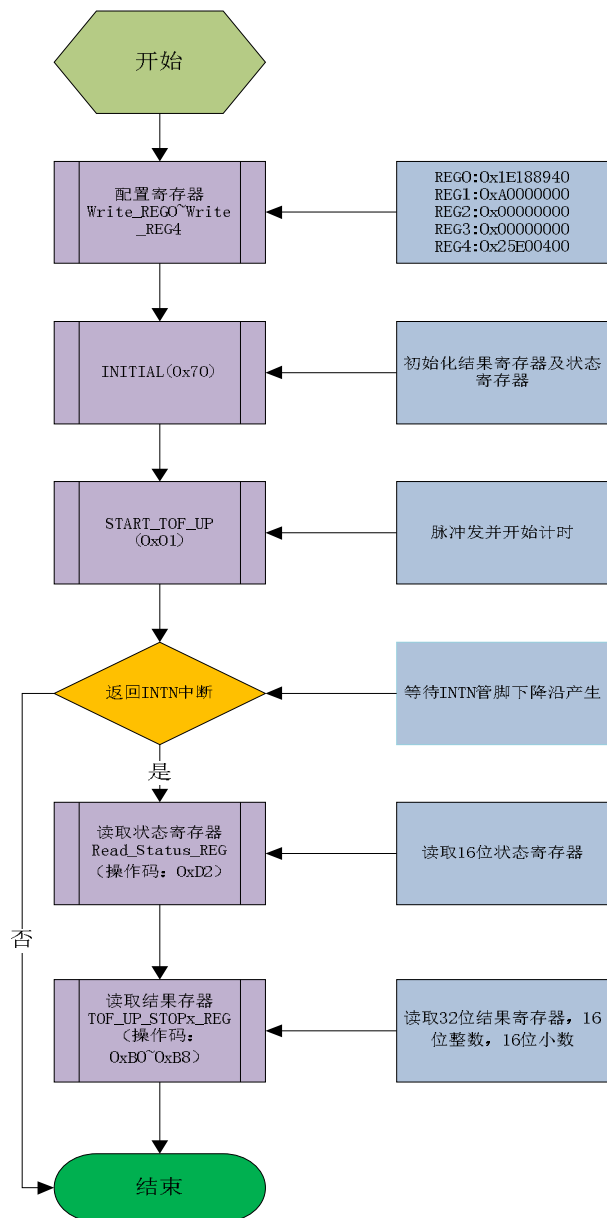 开始
配置寄存器
Write_REG0~Write
_REG4
REG0:0x1E188940
REG1:0xA0000000
REG2:0x00000000
REG3:0x00000000
REG4:0x25E00400
INITIAL(0x70)
初始化结果寄存器及状态
寄存器
START_TOF_UP
(0x01)
脉冲发并开始计时
返回INTN中断
等待INTN管脚下降沿产生
是
读取状态寄存器
Read_Status_REG
(操作码：0xD2)
读取16位状态寄存器
否
读取结果存器
TOF_UP_STOPx_REG
(操作码：
0xB0~0xB8)
读取32位结果寄存器，16
位整数，16位小数
结束